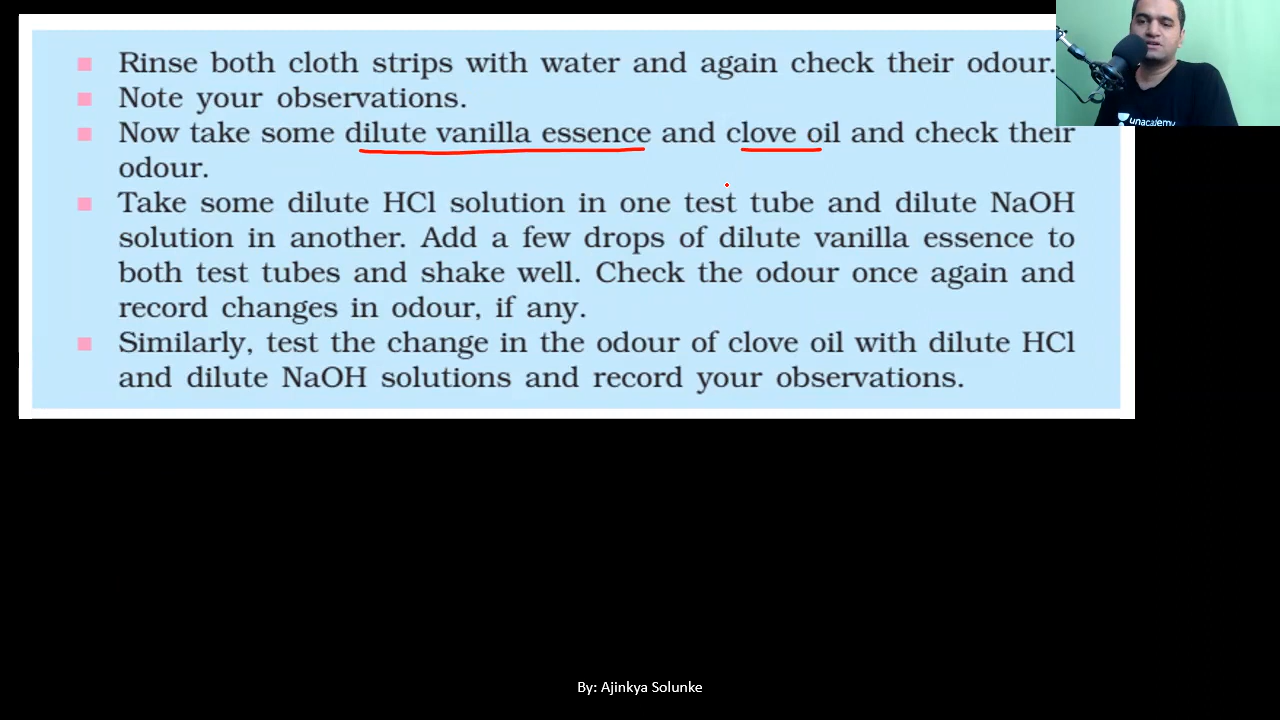 Rinse both cloth strips with water and again check their odour.
Note your observations.
Now take some dilute vanilla essence and clove oil and check their
odour.
Take some dilute HCl solution in one test tube and dilute NaOH
solution in another. Add a few drops of dilute vanilla essence to
both test tubes and shake well. Check the odour once again and
record changes in odour, if any.
Similarly, test the change in the odour of clove oil with dilute HCl
and dilute NaOH solutions and record your observations.
unacademy
By: Ajinkya Solunke